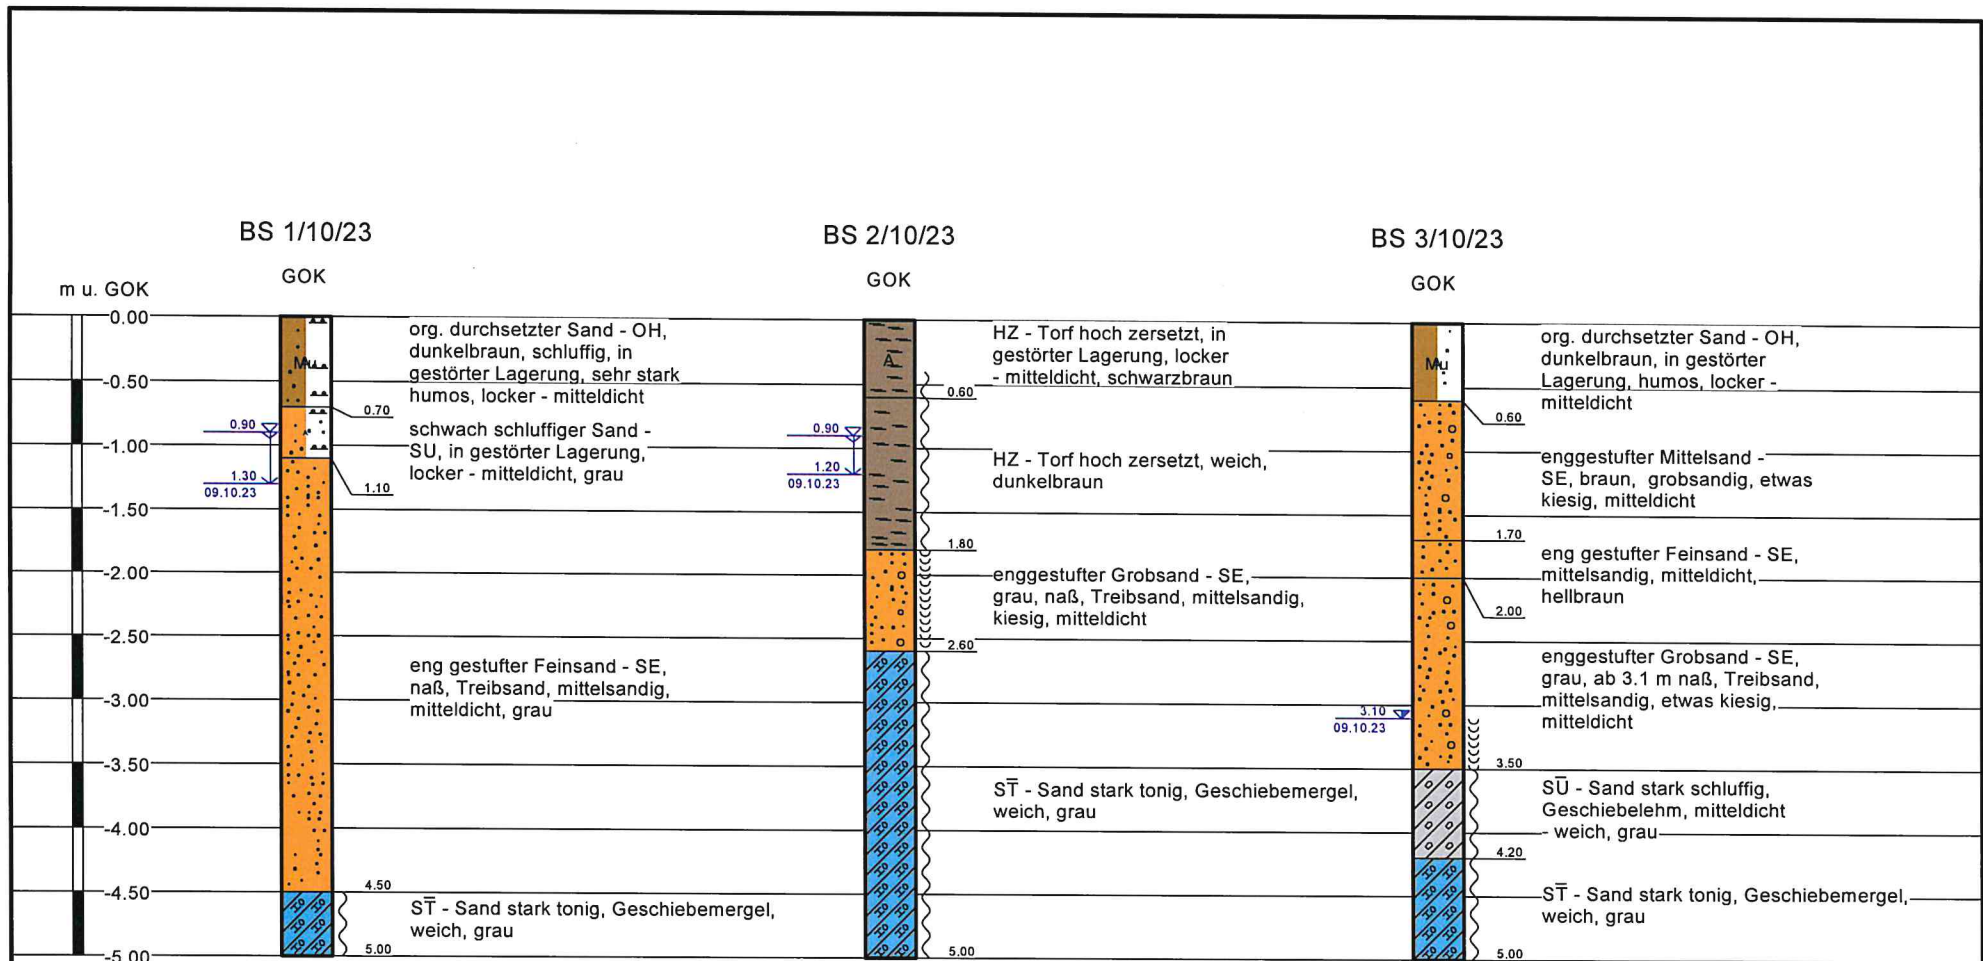 BS 1/10/23
BS 2/10/23
BS 3/10/23
GOK
GOK
GOK
m u. GOK
0.00
-0.50
-1.00
-1.50
-2.00
-2.50
-3.00
-3.50
-4.00
-4.50
-5.00
Mu
A
0.90
1.30
09.10.23
0.70
1.10
4.50
5.00
org. durchsetzter Sand - OH,
dunkelbraun, schluffig, in
gestörter Lagerung, sehr stark
humos, locker - mitteldicht
schwach schluffiger Sand -
SU, in gestörter Lagerung,
locker - mitteldicht, grau
eng gestufter Feinsand - SE,
naß, Treibsand, mittelsandig,
mitteldicht, grau
ST̅ - Sand stark tonig, Geschiebemergel,
weich, grau
A
0.90
1.20
09.10.23
0.60
1.80
2.60
5.00
HZ - Torf hoch zersetzt, in
gestörter Lagerung, locker
- mitteldicht, schwarzbraun
HZ - Torf hoch zersetzt, weich,
dunkelbraun
enggestufter Grobsand - SE,
grau, naß, Treibsand, mittelsandig,
kiesig, mitteldicht
ST̅ - Sand stark tonig, Geschiebemergel,
weich, grau
Mu
3.10
09.10.23
0.60
1.70
2.00
3.50
4.20
5.00
org. durchsetzter Sand - OH,
dunkelbraun, in gestörter
Lagerung, humos, locker -
mitteldicht
enggestufter Mittelsand -
SE, braun, grobsandig, etwas
kiesig, mitteldicht
eng gestufter Feinsand - SE,
mittelsandig, mitteldicht,
hellbraun
enggestufter Grobsand - SE,
grau, ab 3.1 m naß, Treibsand,
mittelsandig, etwas kiesig,
mitteldicht
SU̅ - Sand stark schluffig,
Geschiebelehm, mitteldicht
- weich, grau
ST̅ - Sand stark tonig, Geschiebemergel,
weich, grau